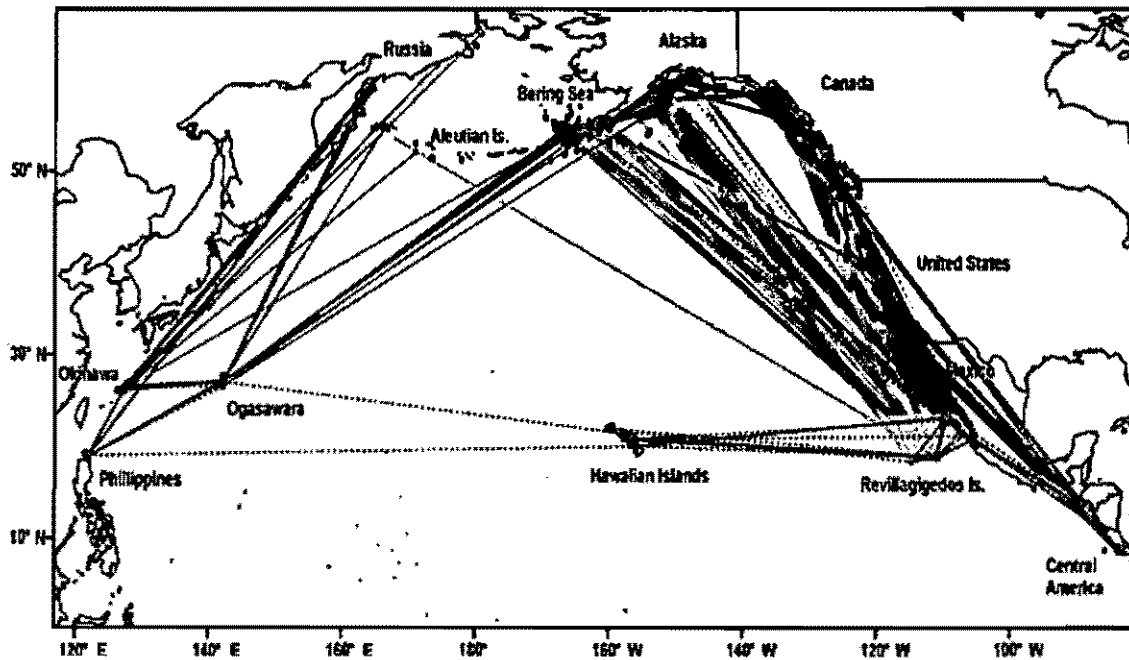 Russia
Alaska
Canada
Bering Sea
Aleutian Is.
50° N
United States
30° N
Okinawa
Mexico
Ogasawara
Phillippines
Hawaiian Islands
Revillagigedos Is.
10° N
Central
America
120° E 140° E 160° E 180° 160° W 140° W 120° W 100° W